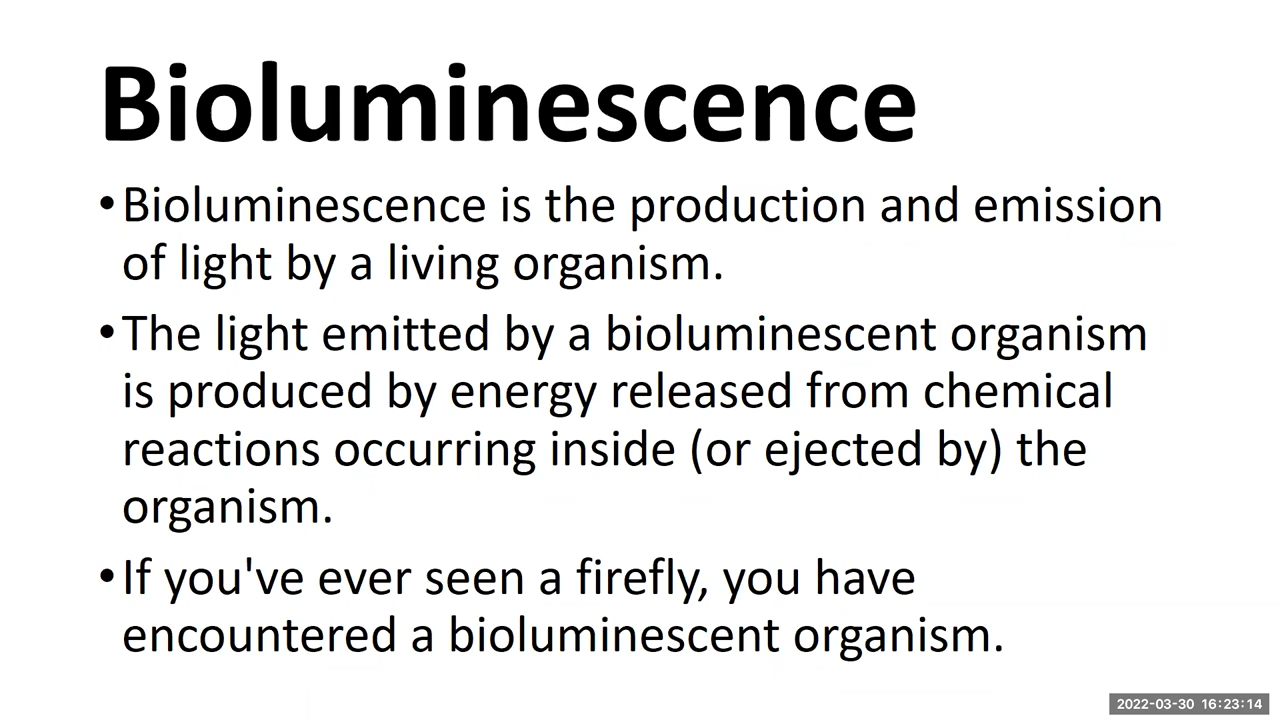 Bioluminescence
•Bioluminescence is the production and emission
of light by a living organism.
•The light emitted by a bioluminescent organism
is produced by energy released from chemical
reactions occurring inside (or ejected by) the
organism.
•If you've ever seen a firefly, you have
encountered a bioluminescent organism.
2022-03-30 16:23:14